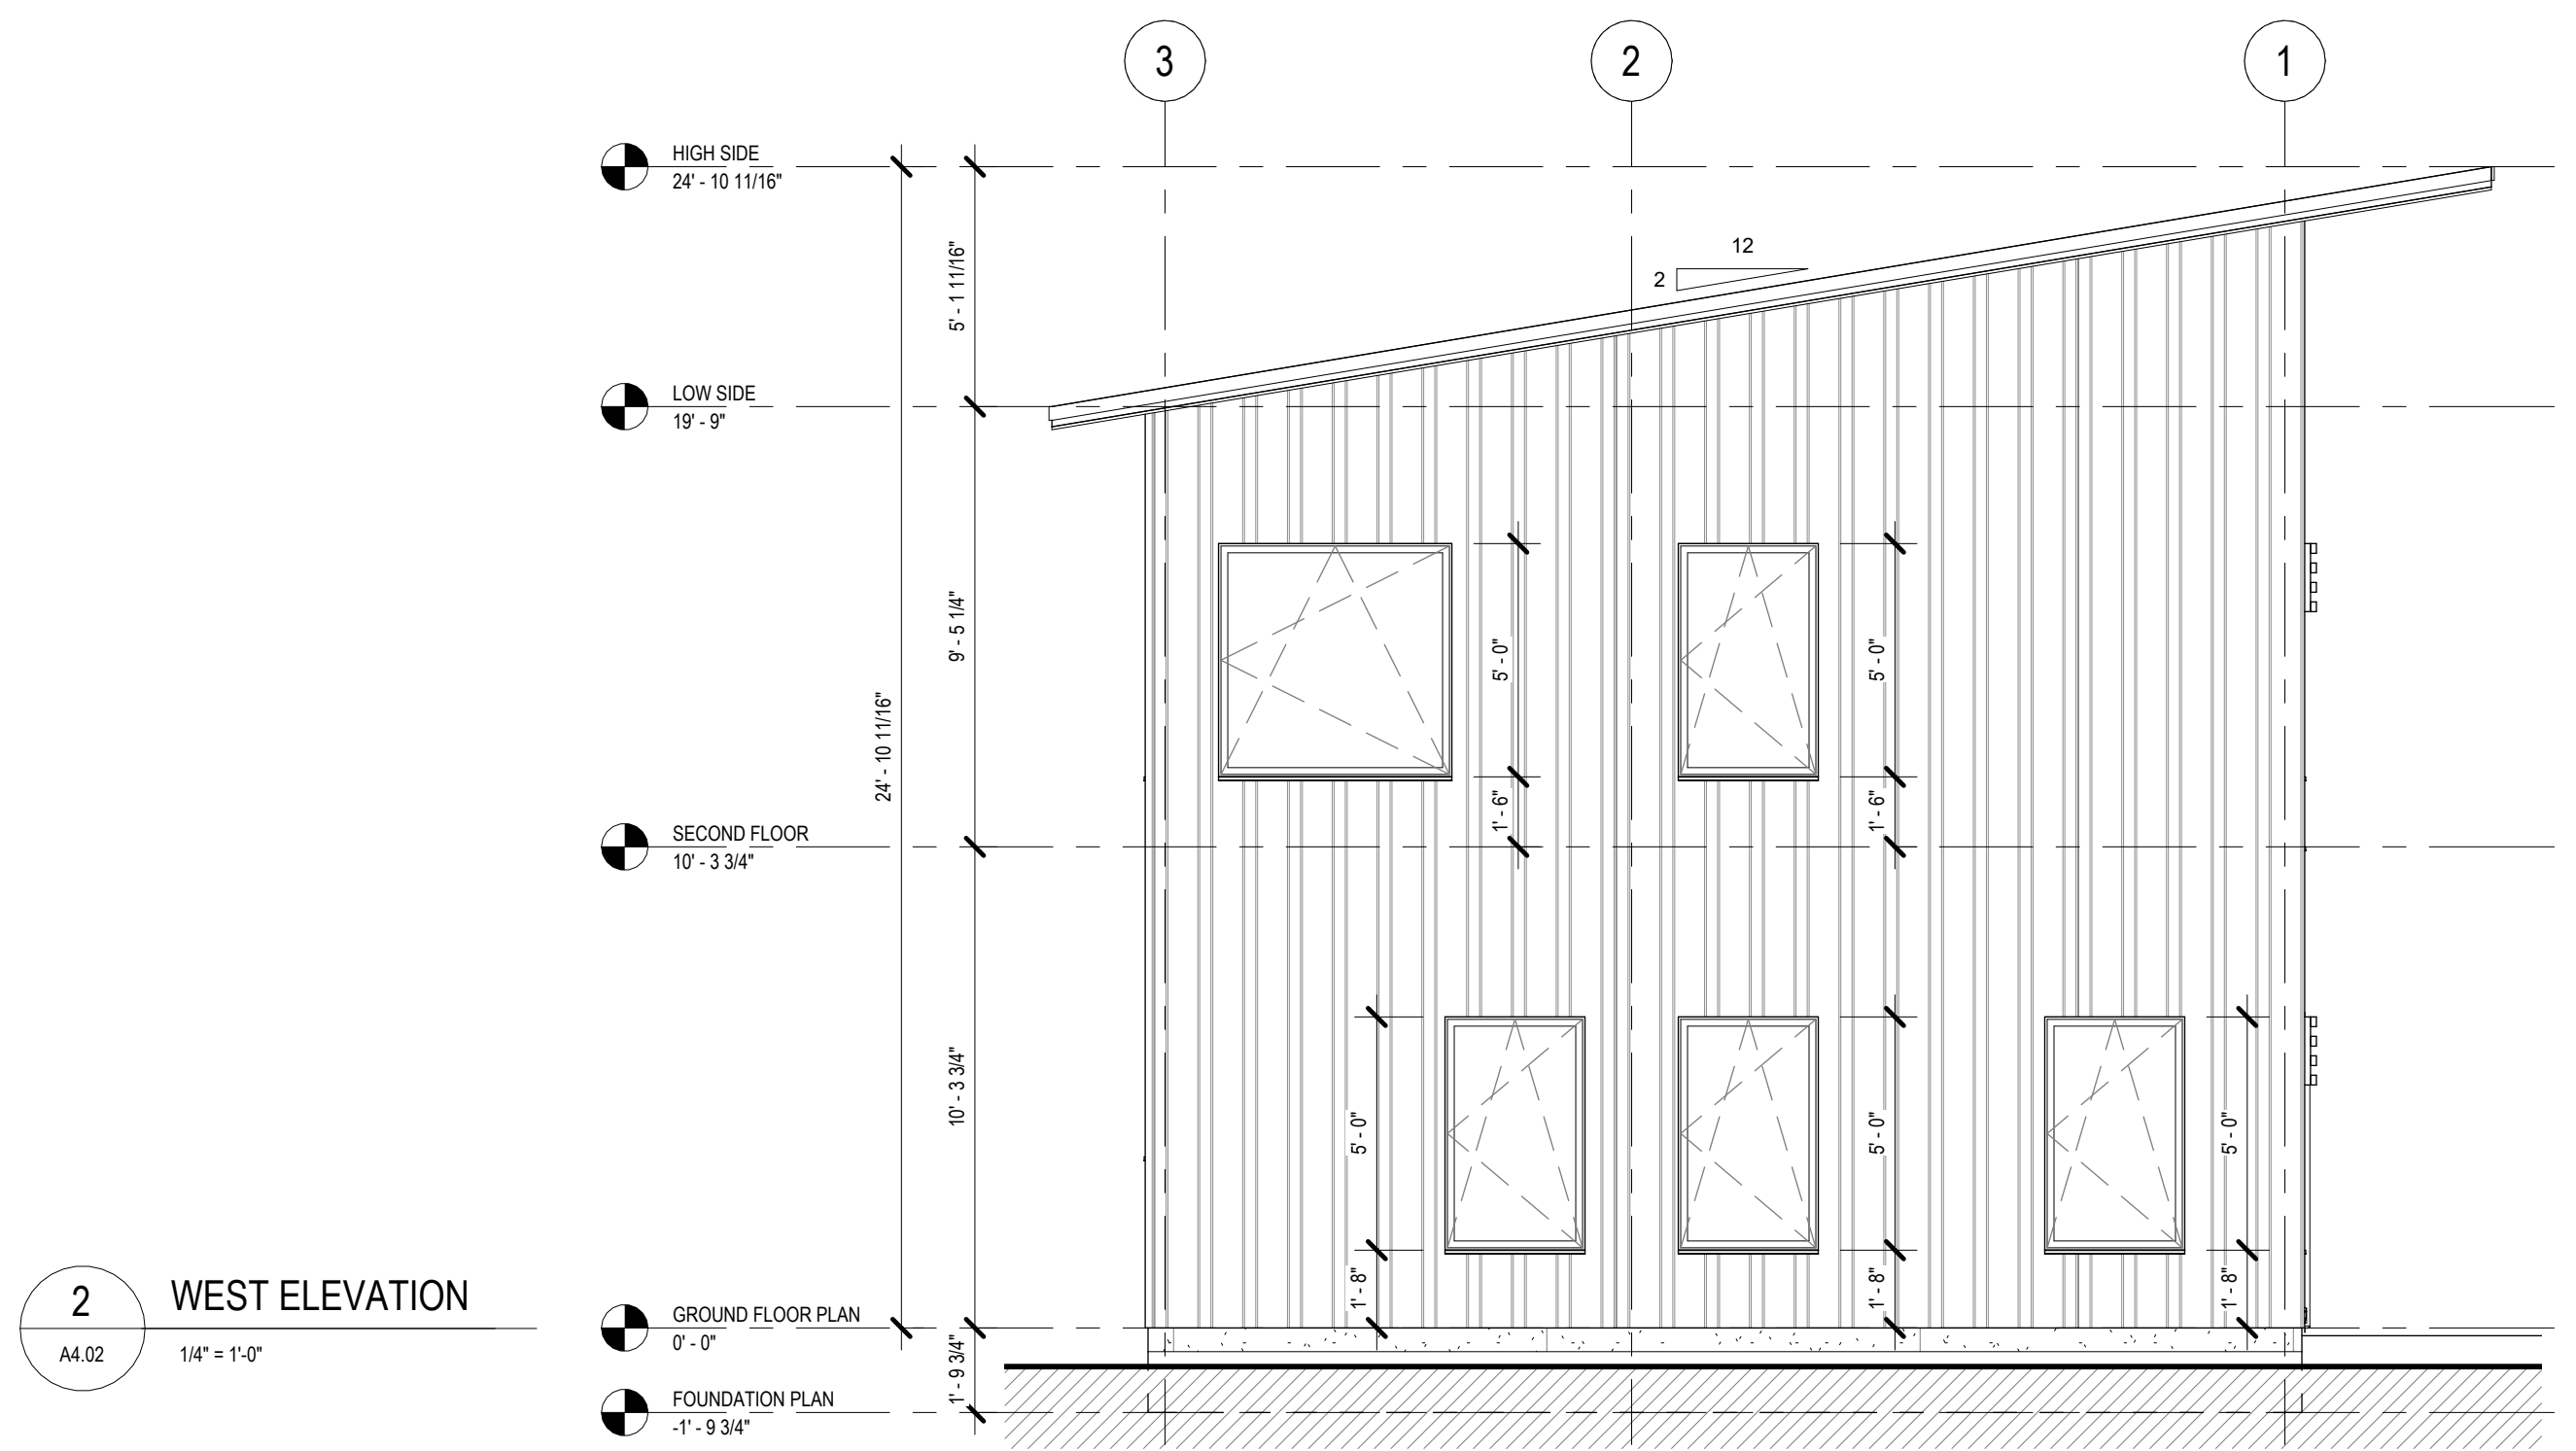 3
2
1
HIGH SIDE
24' - 10 11/16"
5' - 1 11/16"
12
2
LOW SIDE
19' - 9"
9' - 5 1/4"
24' - 10 11/16"
5' - 0"
5' - 0"
1' - 6"
1' - 6"
SECOND FLOOR
10' - 3 3/4"
10' - 3 3/4"
5' - 0"
5' - 0"
5' - 0"
1' - 8"
1' - 8"
1' - 8"
2
WEST ELEVATION
A4.02
1/4" = 1'-0"
GROUND FLOOR PLAN
0' - 0"
1' - 9 3/4"
FOUNDATION PLAN
-1' - 9 3/4"